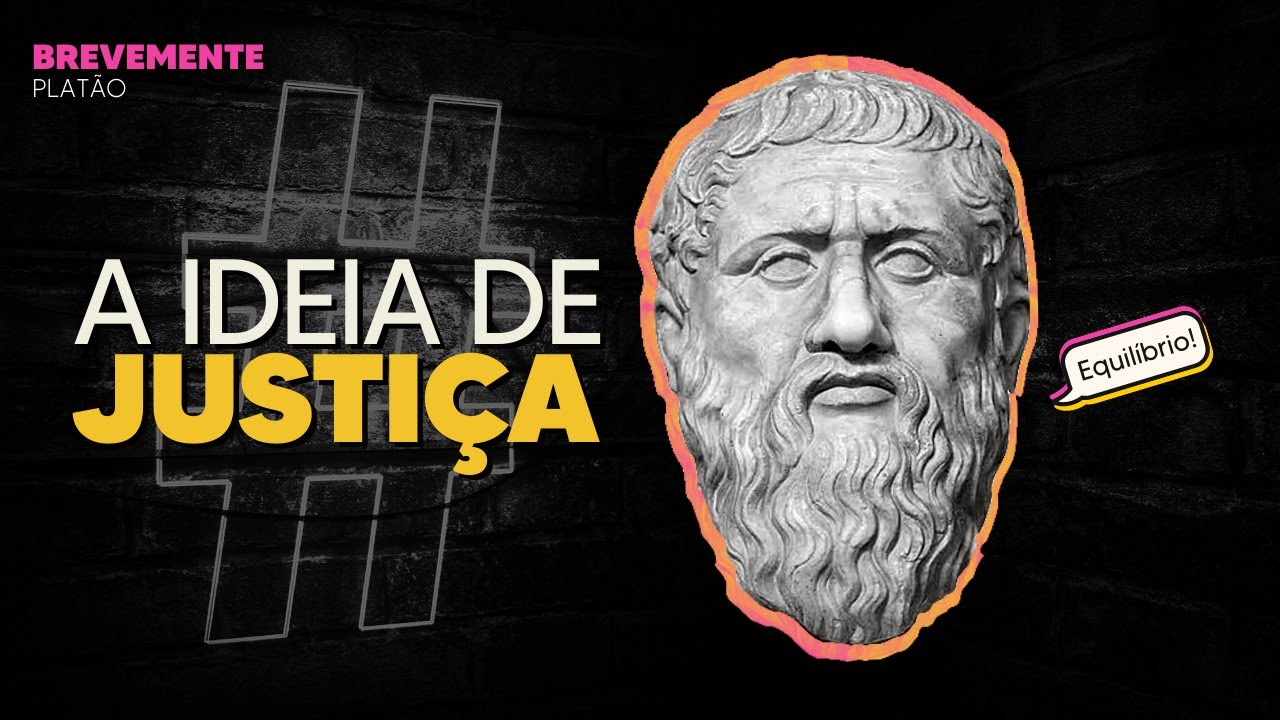 BREVEMENTE
PLATÃO
A IDEIA DE
JUSTIÇA
Equilíbrio!